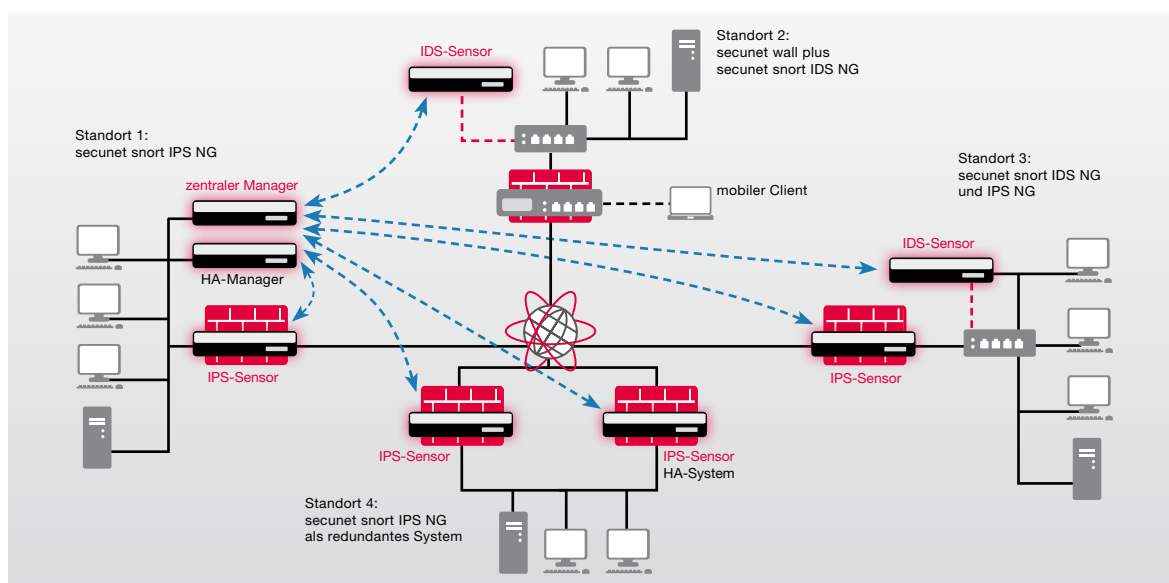 IDS-Sensor
Standort 2:
secunet wall plus
secunet snort IDS NG
Standort 1:
secunet snort IPS NG
zentraler Manager
HA-Manager
IPS-Sensor
mobiler Client
Standort 3:
secunet snort IDS NG
und IPS NG
IDS-Sensor
IPS-Sensor
IPS-Sensor
IPS-Sensor
HA-System
Standort 4:
secunet snort IPS NG
als redundantes System